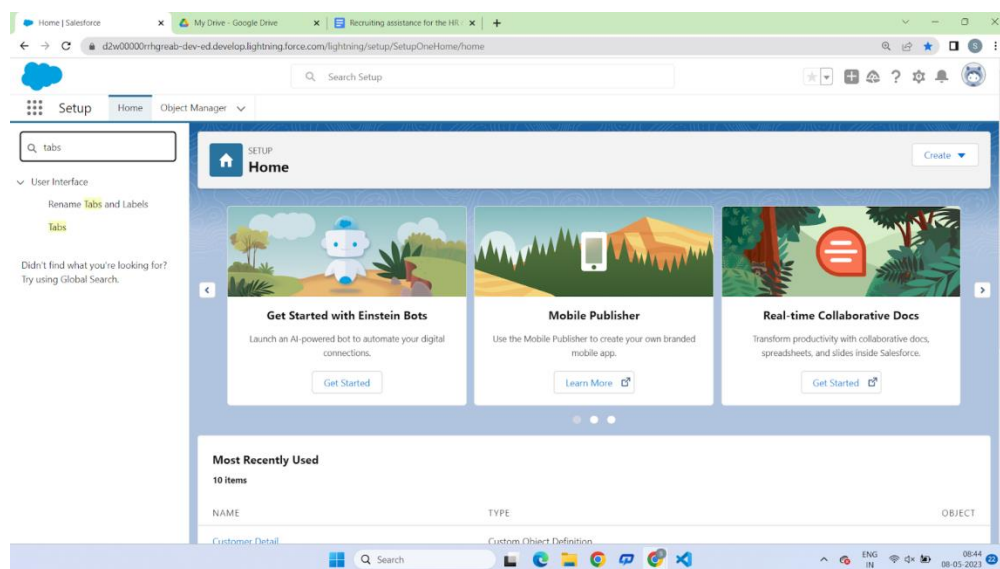 Home | Salesforce
My Drive - Google Drive
Recruiting assistance for the HR
d2w00000rrhgreab-dev-ed.develop.lightning.force.com/lightning/setup/SetupOneHome/home
S
Search Setup
Setup
Home
Object Manager
tabs
User Interface
Rename Tabs and Labels
Tabs
Didn't find what you're looking for?
Try using Global Search.
SETUP
Home
Create
Get Started with Einstein Bots
Launch an AI-powered bot to automate your digital
connections.
Get Started
Mobile Publisher
Use the Mobile Publisher to create your own branded
mobile app.
Learn More
Real-time Collaborative Docs
Transform productivity with collaborative docs,
spreadsheets, and slides inside Salesforce.
Get Started
Most Recently Used
10 items
NAME TYPE OBJECT
Customer Detail Custom Object Definition
Search
ENG
IN
08:44
08-05-2023
22